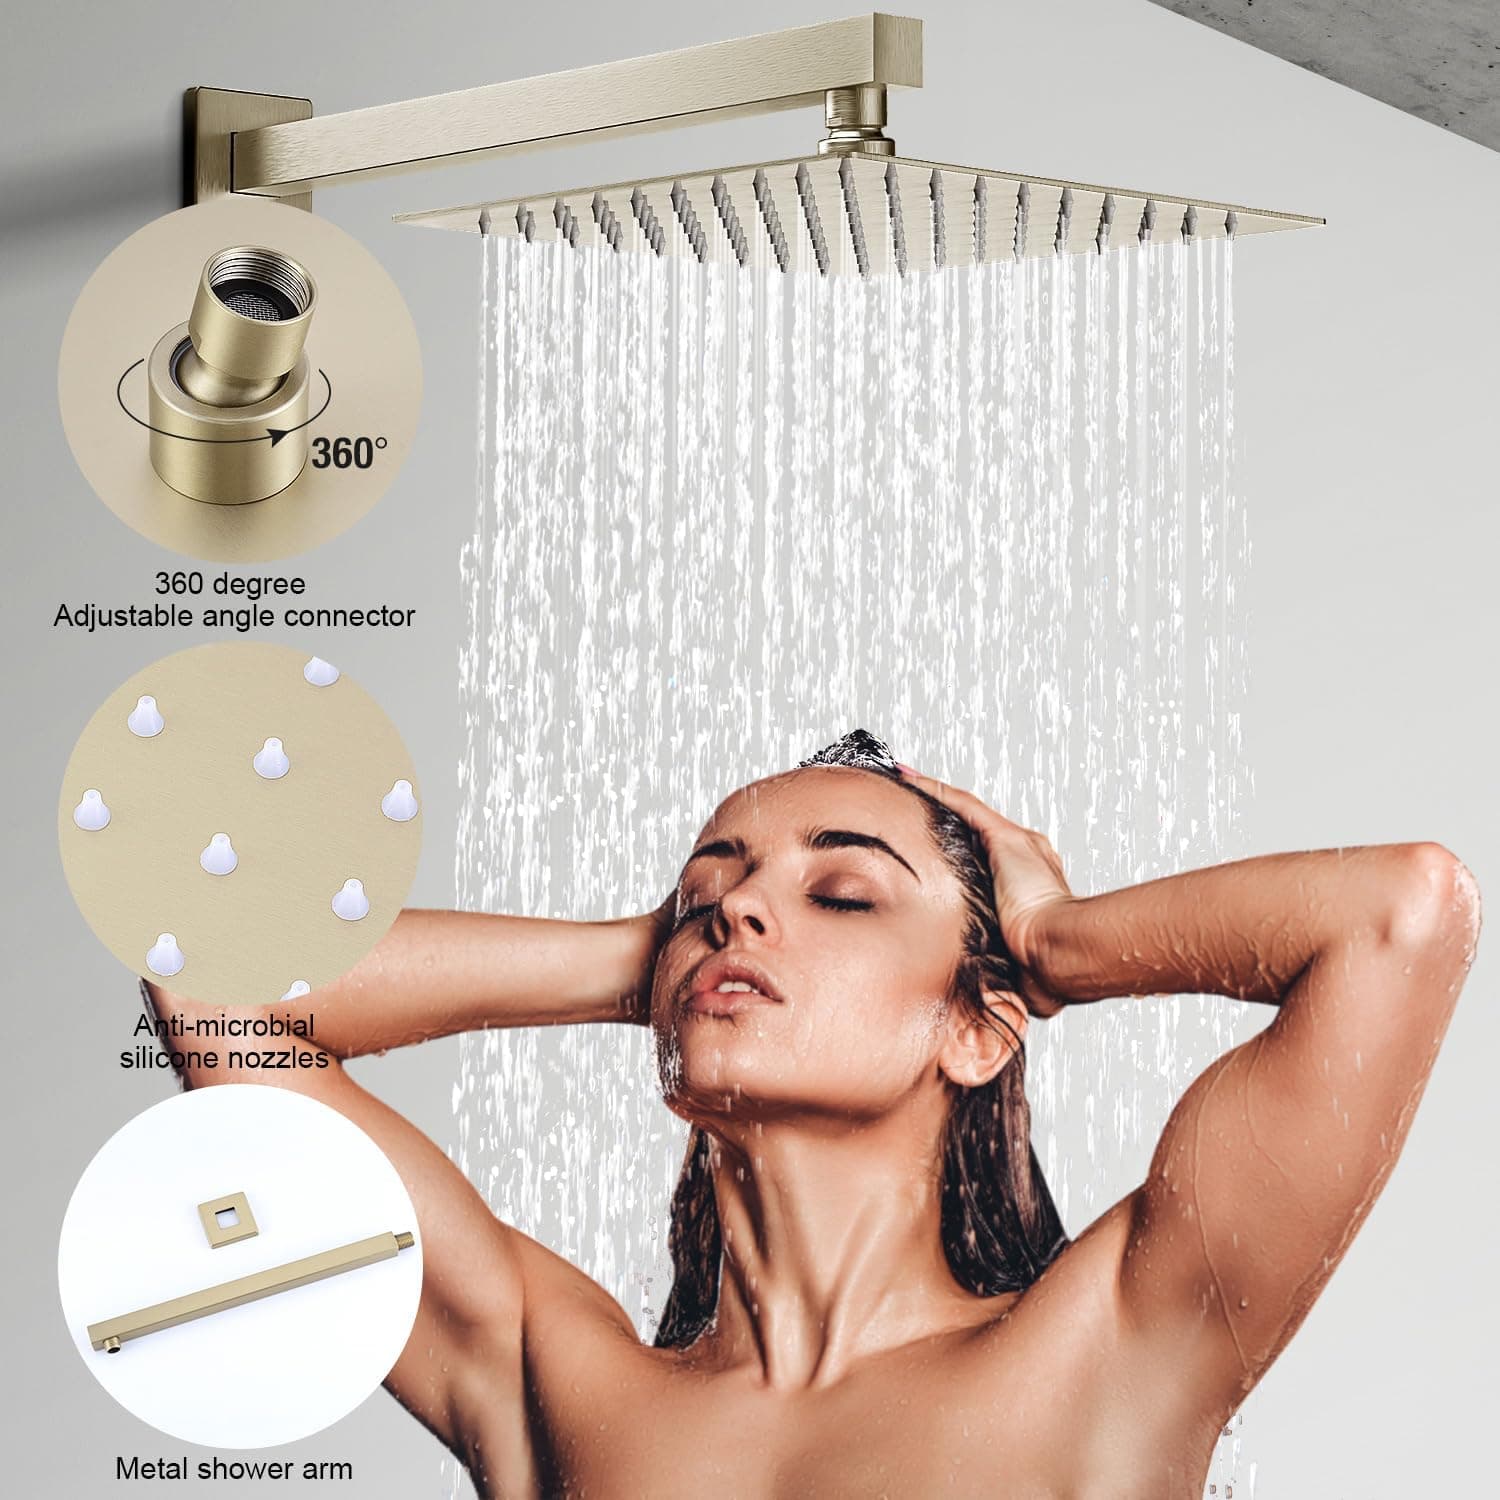 360°
360 degree
Adjustable angle connector
Anti-microbial
silicone nozzles
Metal shower arm